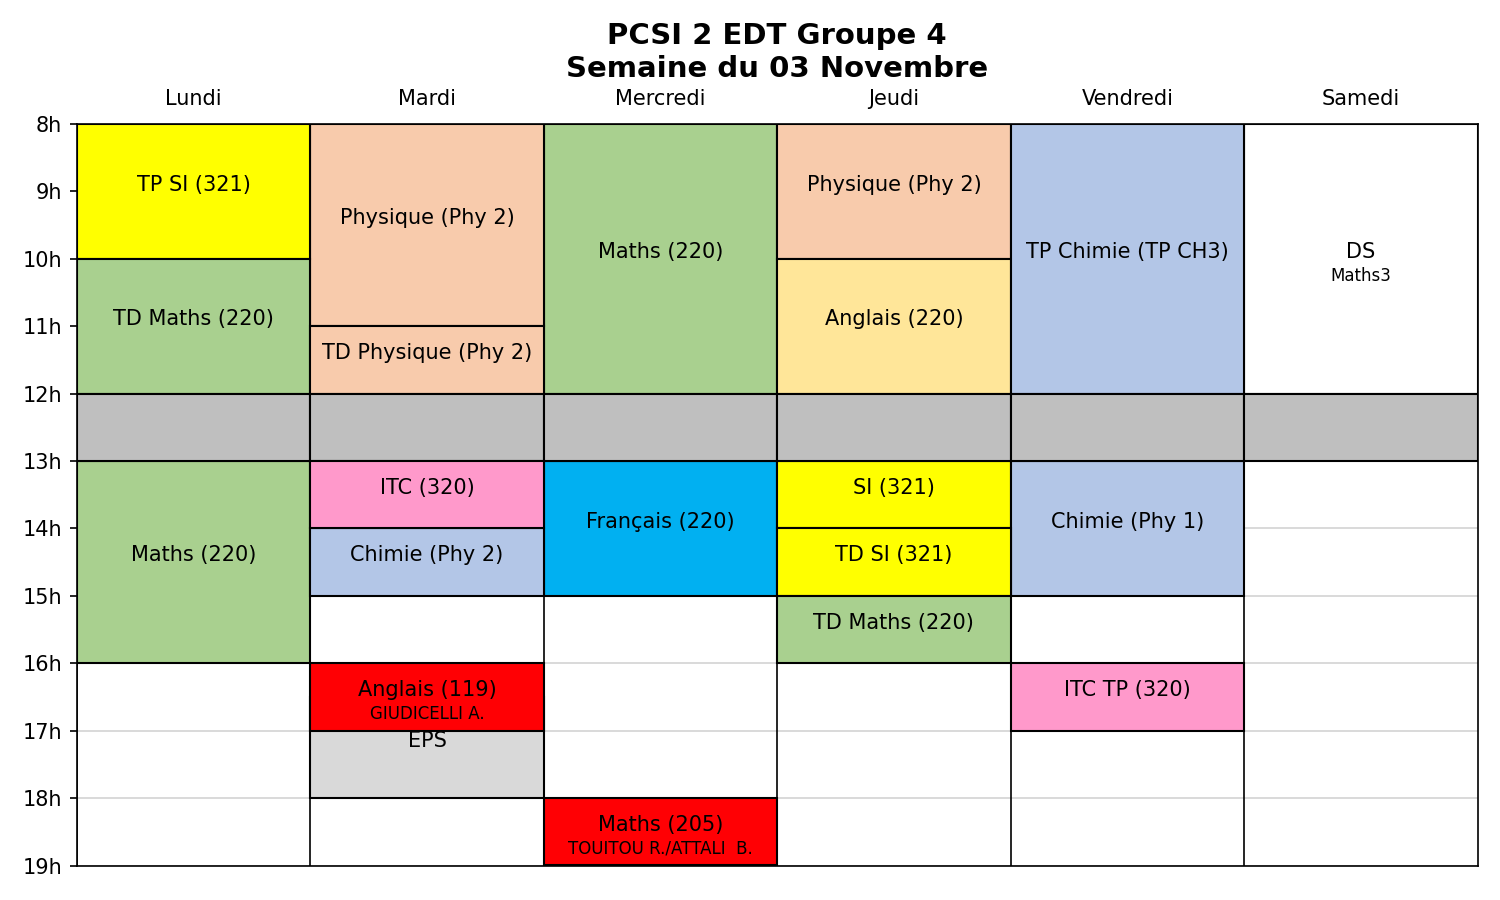 PCSI 2 EDT Groupe 4
Semaine du 03 Novembre
Lundi
Mardi
Mercredi
Jeudi
Vendredi
Samedi
8h
9h
10h
11h
12h
13h
14h
15h
16h
17h
18h
19h
TP SI (321)
TD Maths (220)
Maths (220)
Physique (Phy 2)
TD Physique (Phy 2)
ITC (320)
Chimie (Phy 2)
Anglais (119)
GIUDICELLI A.
EPS
Maths (220)
Français (220)
Maths (205)
TOUITOU R./ATTALI  B.
Physique (Phy 2)
Anglais (220)
SI (321)
TD SI (321)
TD Maths (220)
TP Chimie (TP CH3)
Chimie (Phy 1)
ITC TP (320)
DS
Maths3